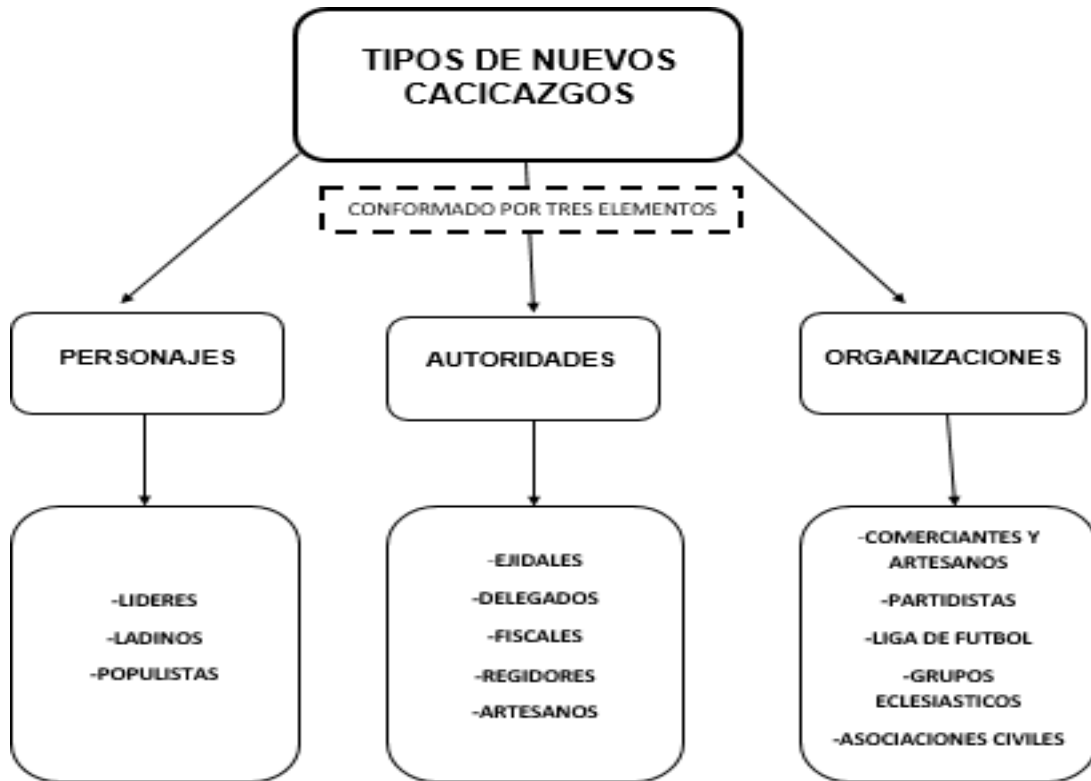 TIPOS DE NUEVOS
CACICAZGOS
CONFORMADO POR TRES ELEMENTOS
PERSONAJES
AUTORIDADES
ORGANIZACIONES
-LIDERES
-LADINOS
-POPULISTAS
-EJIDALES
-DELEGADOS
-FISCALES
-REGIDORES
-ARTESANOS
-COMERCIANTES Y
ARTESANOS
-PARTIDISTAS
-LIGA DE FUTBOL
-GRUPOS
ECLESIASTICOS
-ASOCIACIONES CIVILES